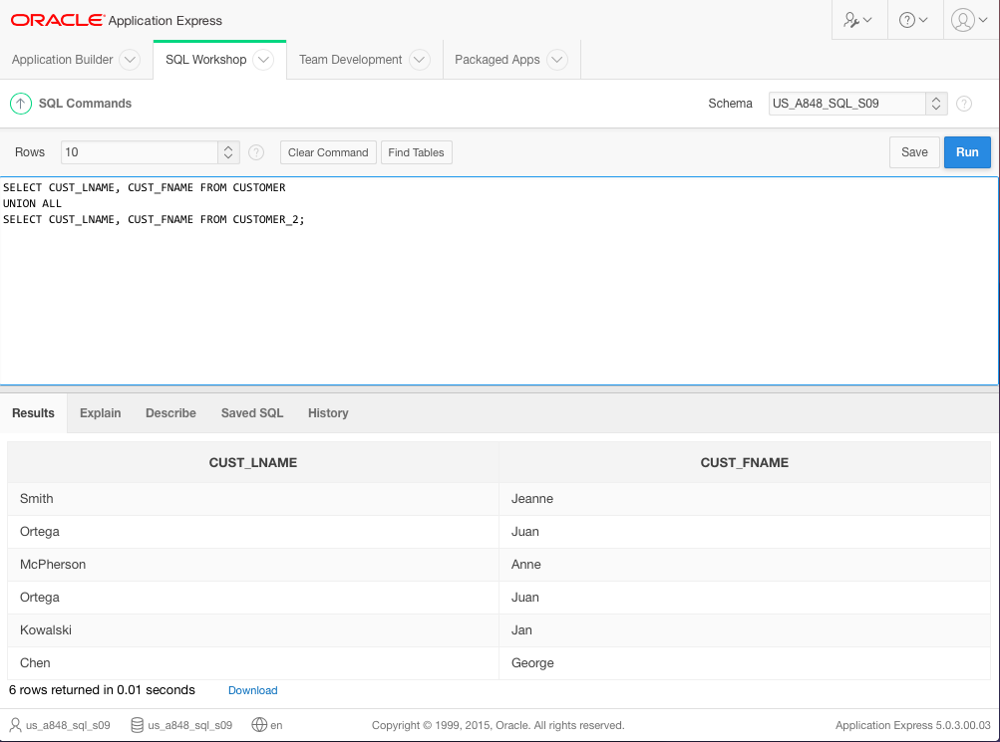 ORACLE Application Express
Application Builder SQL Workshop Team Development Packaged Apps
SQL Commands Schema US_A848_SQL_S09
Rows 10 Clear Command Find Tables Save Run
SELECT CUST_LNAME, CUST_FNAME FROM CUSTOMER
UNION ALL
SELECT CUST_LNAME, CUST_FNAME FROM CUSTOMER_2;
Results Explain Describe Saved SQL History
CUST_LNAME CUST_FNAME
Smith Jeanne
Ortega Juan
McPherson Anne
Ortega Juan
Kowalski Jan
Chen George
6 rows returned in 0.01 seconds Download
us_a848_sql_s09 us_a848_sql_s09 en Copyright © 1999, 2015, Oracle. All rights reserved. Application Express 5.0.3.00.03